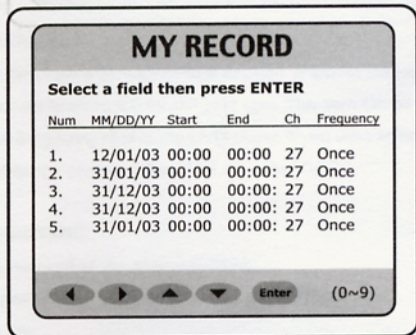 MY RECORD
Select a field then press ENTER
Num MM/DD/YY Start End Ch Frequency
1. 12/01/03 00:00 00:00 27 Once
2. 31/01/03 00:00 00:00: 27 Once
3. 31/12/03 00:00 00:00: 27 Once
4. 31/12/03 00:00 00:00: 27 Once
5. 31/01/03 00:00 00:00: 27 Once
Enter (0~9)